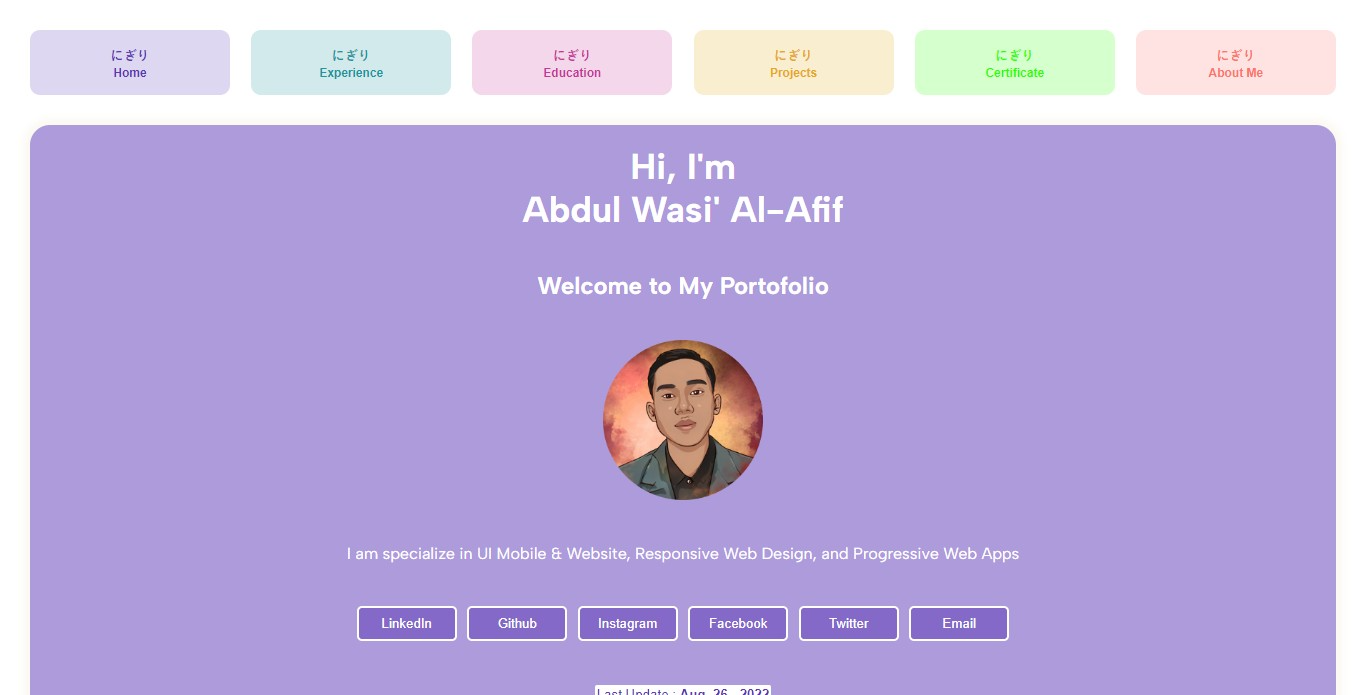 にぎり
Home
にぎり
Experience
にぎり
Education
にぎり
Projects
にぎり
Certificate
にぎり
About Me
Hi, I'm
Abdul Wasi' Al-Afif
Welcome to My Portofolio
I am specialize in UI Mobile & Website, Responsive Web Design, and Progressive Web Apps
LinkedIn
Github
Instagram
Facebook
Twitter
Email
Last Update : Aug, 26 - 2022